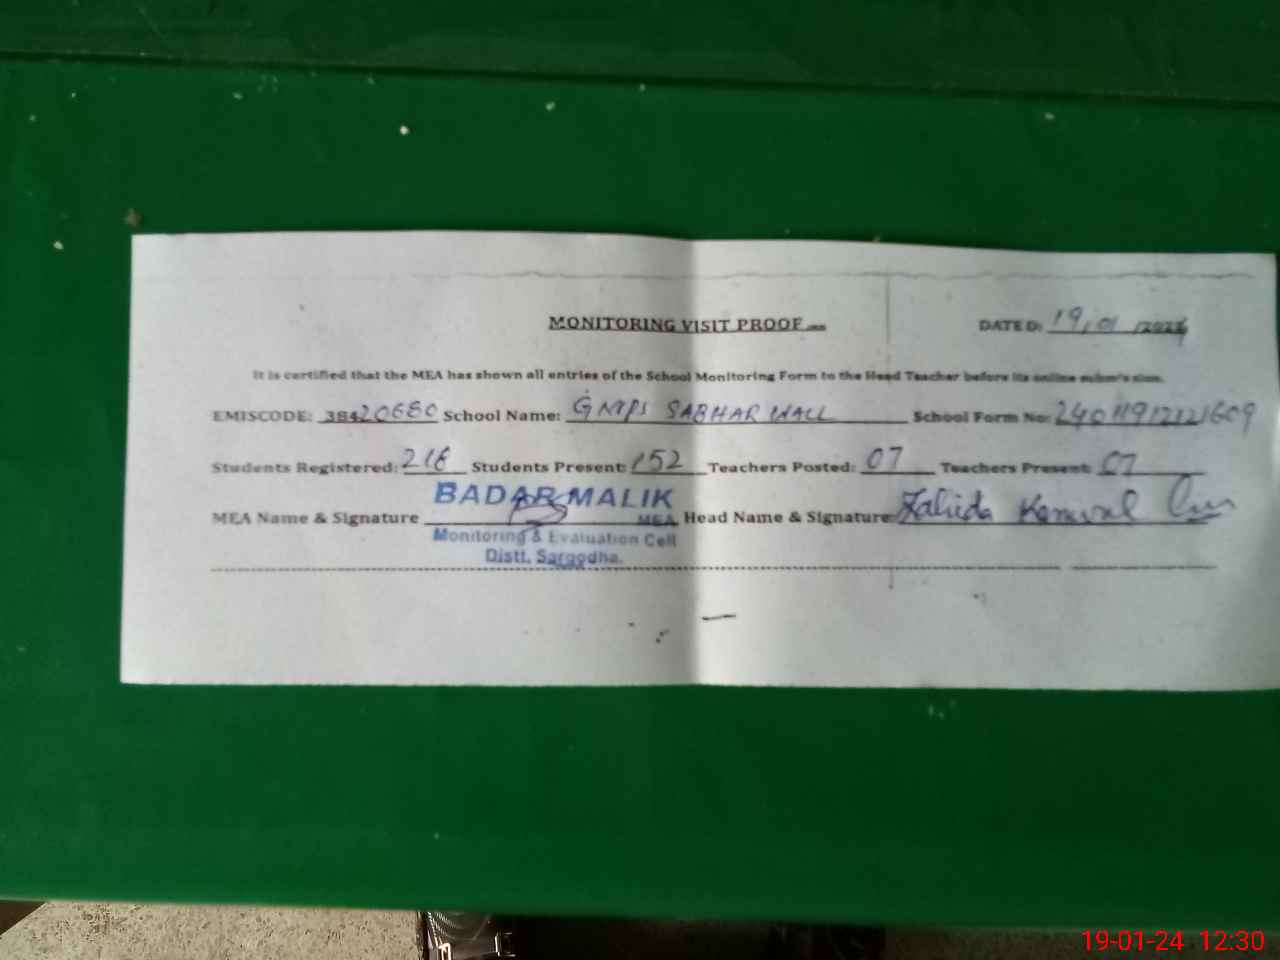 MONITORING VISIT PROOF DATED: 19/01/2024
It is certified that the MEA has shown all entries of the School Monitoring Form to the Head Teacher before its online submission.
EMISCODE: 38420680 School Name: GMPS SABHAR WALL School Form No: 2401191212
Students Registered: 218 Students Present: 152 Teachers Posted: 07 Teachers Present: 07
BADAR MALIK
MEA Name & Signature MEA Head Name & Signature: Zahida Kanwal
Monitoring & Evaluation Cell
Distt. Sargodha.
19-01-24 12:30